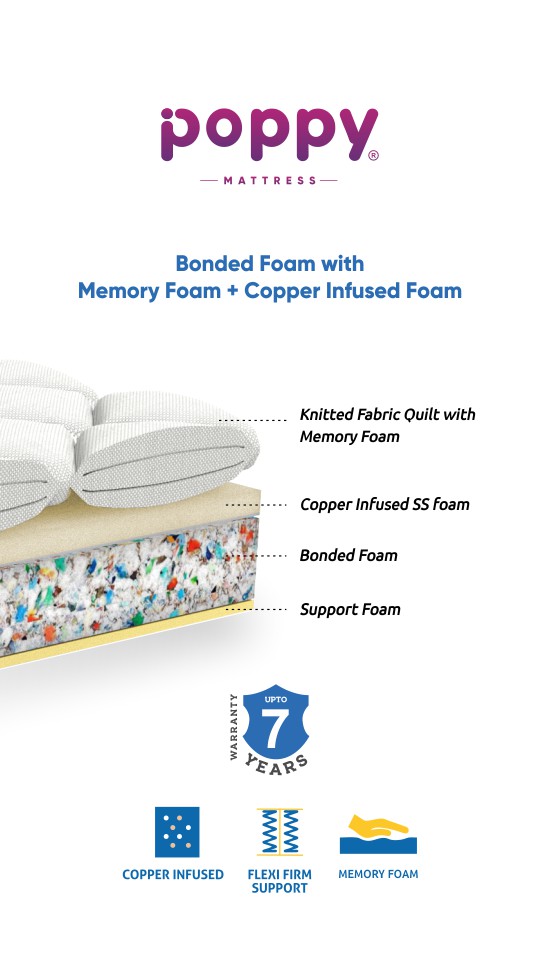 poppy®
MATTRESS
Bonded Foam with
Memory Foam + Copper Infused Foam
Knitted Fabric Quilt with
Memory Foam
Copper Infused SS foam
Bonded Foam
Support Foam
WARRANTY
UPTO
7
YEARS
COPPER INFUSED
FLEXI FIRM
SUPPORT
MEMORY FOAM